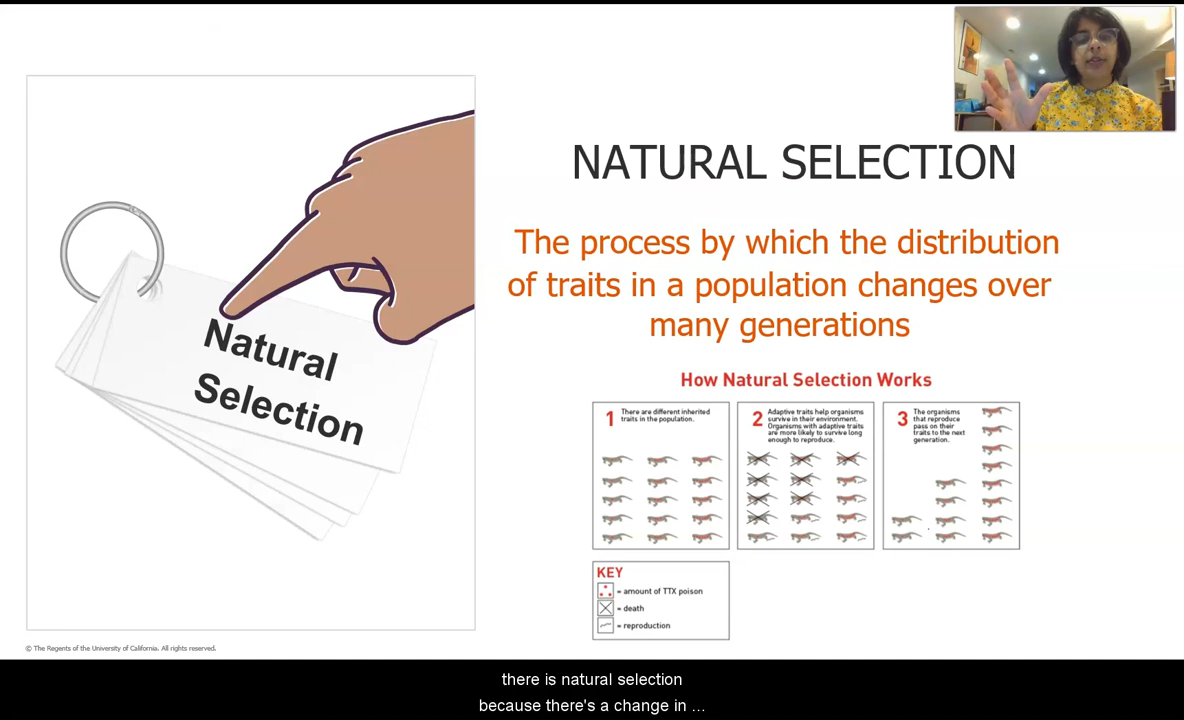 NATURAL SELECTION
The process by which the distribution
of traits in a population changes over
many generations
Natural
Selection
How Natural Selection Works
1 There are different inherited
traits in the population.
2 Adaptive traits help organisms
survive in their environment.
Organisms with adaptive traits
are more likely to survive long
enough to reproduce.
3 The organisms
that reproduce
pass on their
traits to the next
generation.
KEY
= amount of TTX poison
= death
= reproduction
© The Regents of the University of California. All rights reserved.
there is natural selection
because there's a change in ...